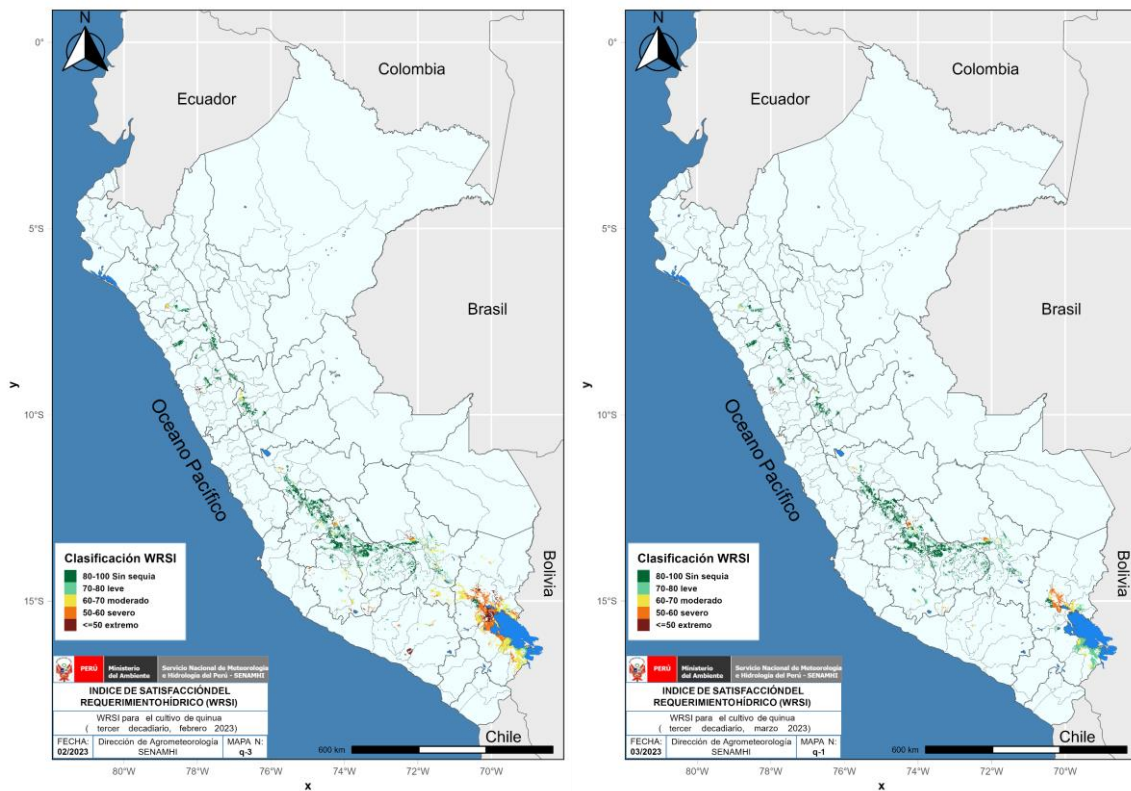 N
0°
5°S
10°S
15°S
80°W
78°W
76°W
74°W
72°W
70°W
x
y
Colombia
Ecuador
Brasil
Bolivia
Chile
Oceano Pacífico
Clasificación WRSI
80-100 Sin sequia
70-80 leve
60-70 moderado
50-60 severo
<=50 extremo
PERÚ
Ministerio
del Ambiente
Servicio Nacional de Meteorología
e Hidrología del Perú - SENAMHI
INDICE DE SATISFACCIÓNDEL
REQUERIMIENTOHÍDRICO (WRSI)
WRSI para el cultivo de quinua
( tercer decadiario, febrero 2023)
FECHA: Dirección de Agrometeorología MAPA N:
02/2023 SENAMHI q-3
600 km
N
0°
5°S
10°S
15°S
80°W
78°W
76°W
74°W
72°W
70°W
x
y
Colombia
Ecuador
Brasil
Bolivia
Chile
Oceano Pacífico
Clasificación WRSI
80-100 Sin sequia
70-80 leve
60-70 moderado
50-60 severo
<=50 extremo
PERÚ
Ministerio
del Ambiente
Servicio Nacional de Meteorología
e Hidrología del Perú - SENAMHI
INDICE DE SATISFACCIÓNDEL
REQUERIMIENTOHÍDRICO (WRSI)
WRSI para el cultivo de quinua
( tercer decadiario, marzo 2023)
FECHA: Dirección de Agrometeorología MAPA N:
03/2023 SENAMHI q-1
600 km